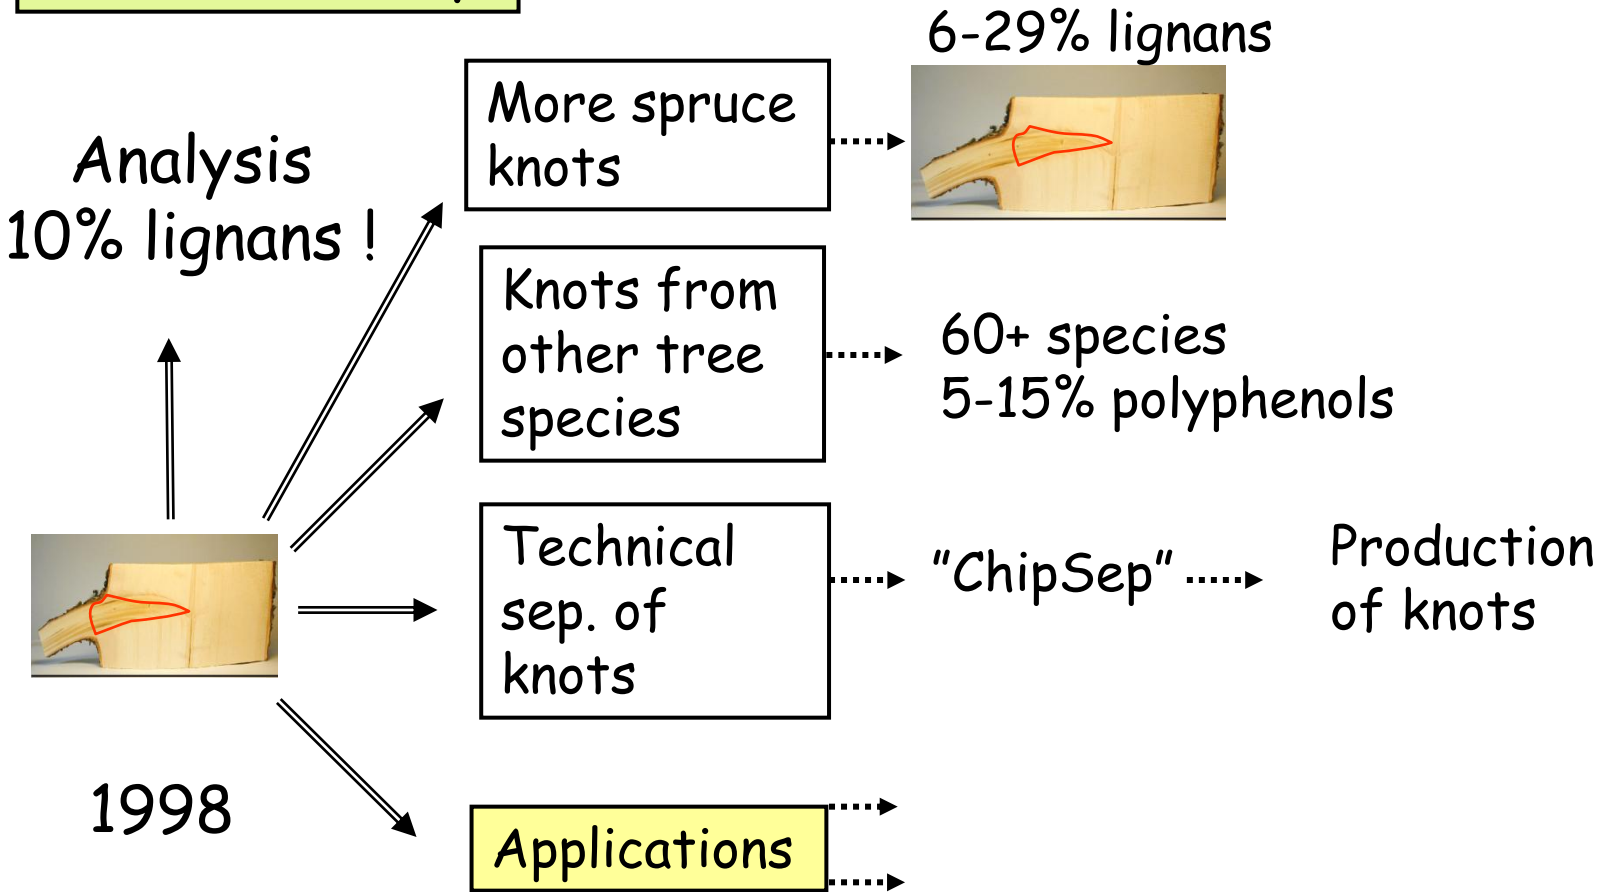 6-29% lignans
More spruce
knots
Analysis
10% lignans !
Knots from
other tree
species
60+ species
5-15% polyphenols
Technical
sep. of
knots
”ChipSep”
Production
of knots
1998
Applications